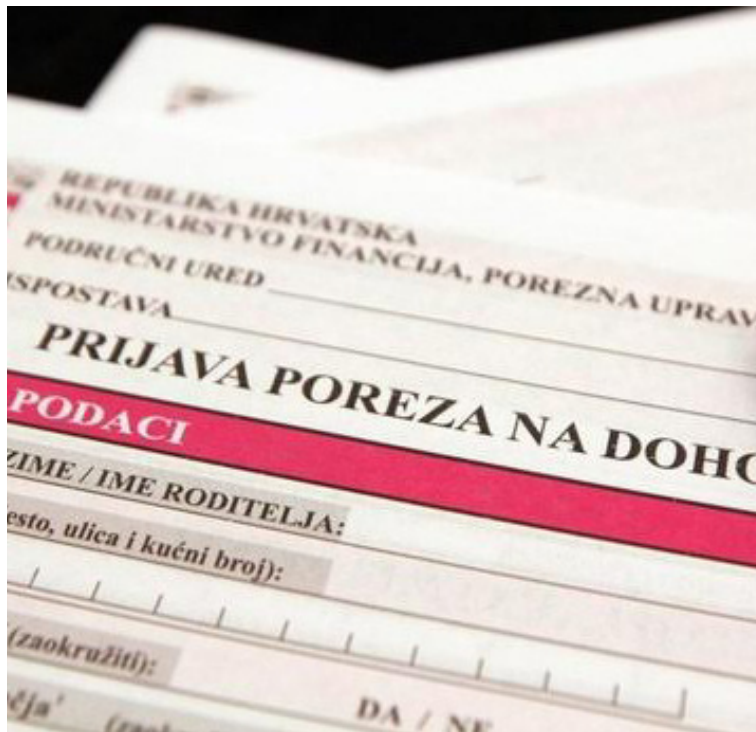 REPUBLIKA HRVATSKA
MINISTARSTVO FINANCIJA, POREZNA UPRAV
PODRUČNI URED
ISPOSTAVA
PRIJAVA POREZA NA DOHO
PODACI
ZIME / IME RODITELJA:
esto, ulica i kućni broj):
(zaokružiti):
DA / NE